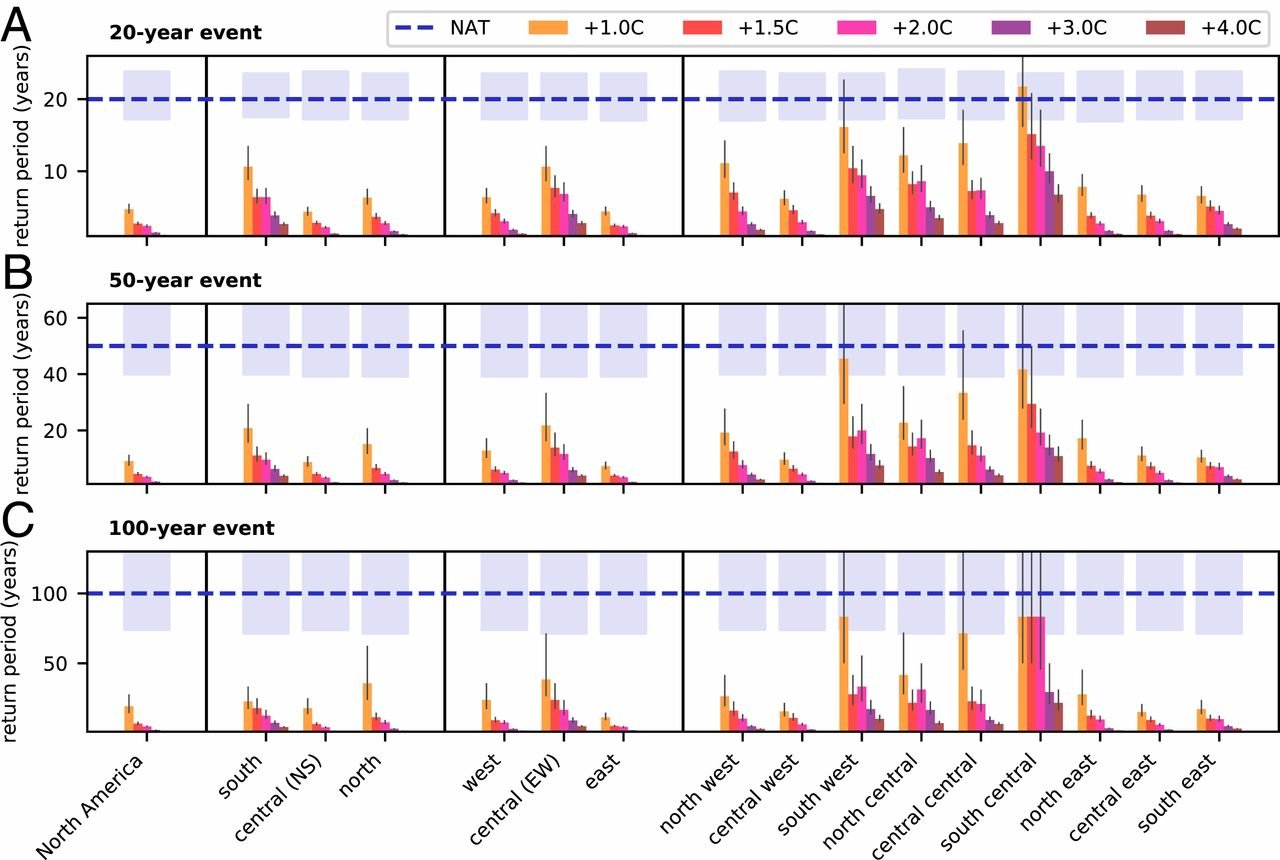 A
20-year event
NAT +1.0C +1.5C +2.0C +3.0C +4.0C
return period (years)
20
10
B
50-year event
return period (years)
60
40
20
C
100-year event
return period (years)
100
50
North America south central (NS) north west central (EW) east north west central west south west north central central central south central north east central east south east